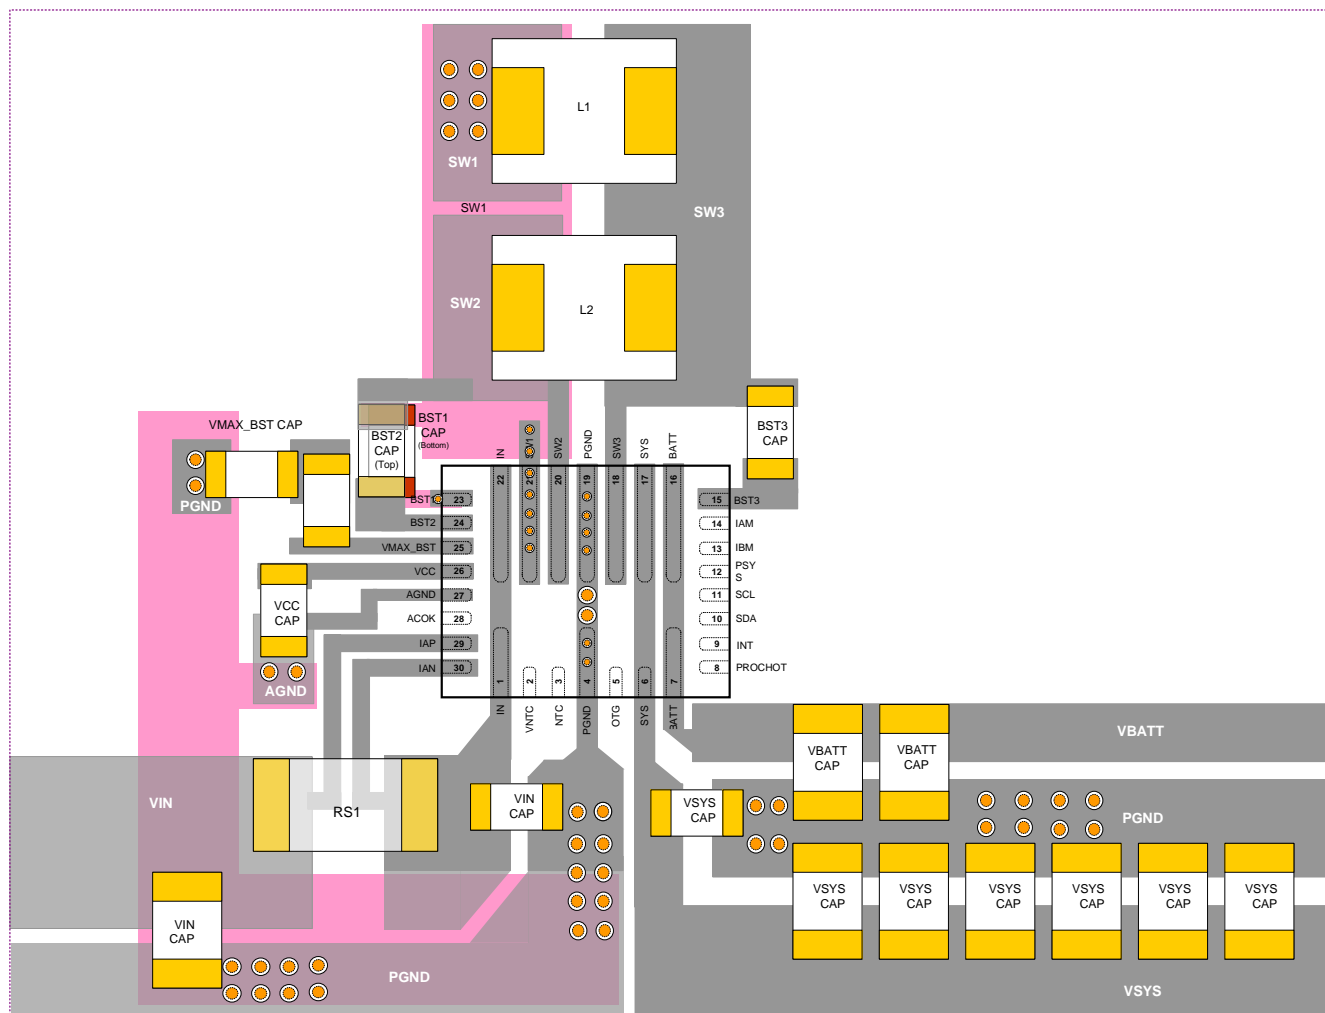 L1
SW1
SW1
SW3
SW2
L2
VMAX_BST CAP
BST1
CAP
(Bottom)
BST2
CAP
(Top)
BST3
CAP
PGND
IN
SW1
SW2
PGND
SW3
SYS
BATT
22
21
20
19
18
17
16
BST1
23
BST2
24
VMAX_BST
25
VCC
26
AGND
27
ACOK
28
IAP
29
IAN
30
15
BST3
14
IAM
13
IBM
12
PSY
S
11
SCL
10
SDA
9
INT
8
PROCHOT
VCC
CAP
AGND
1
2
3
4
5
6
7
IN
VNTC
NTC
PGND
OTG
SYS
BATT
VBATT
VBATT
CAP
VBATT
CAP
VIN
RS1
VIN
CAP
VSYS
CAP
PGND
VSYS
CAP
VSYS
CAP
VSYS
CAP
VSYS
CAP
VSYS
CAP
VSYS
CAP
VIN
CAP
PGND
VSYS